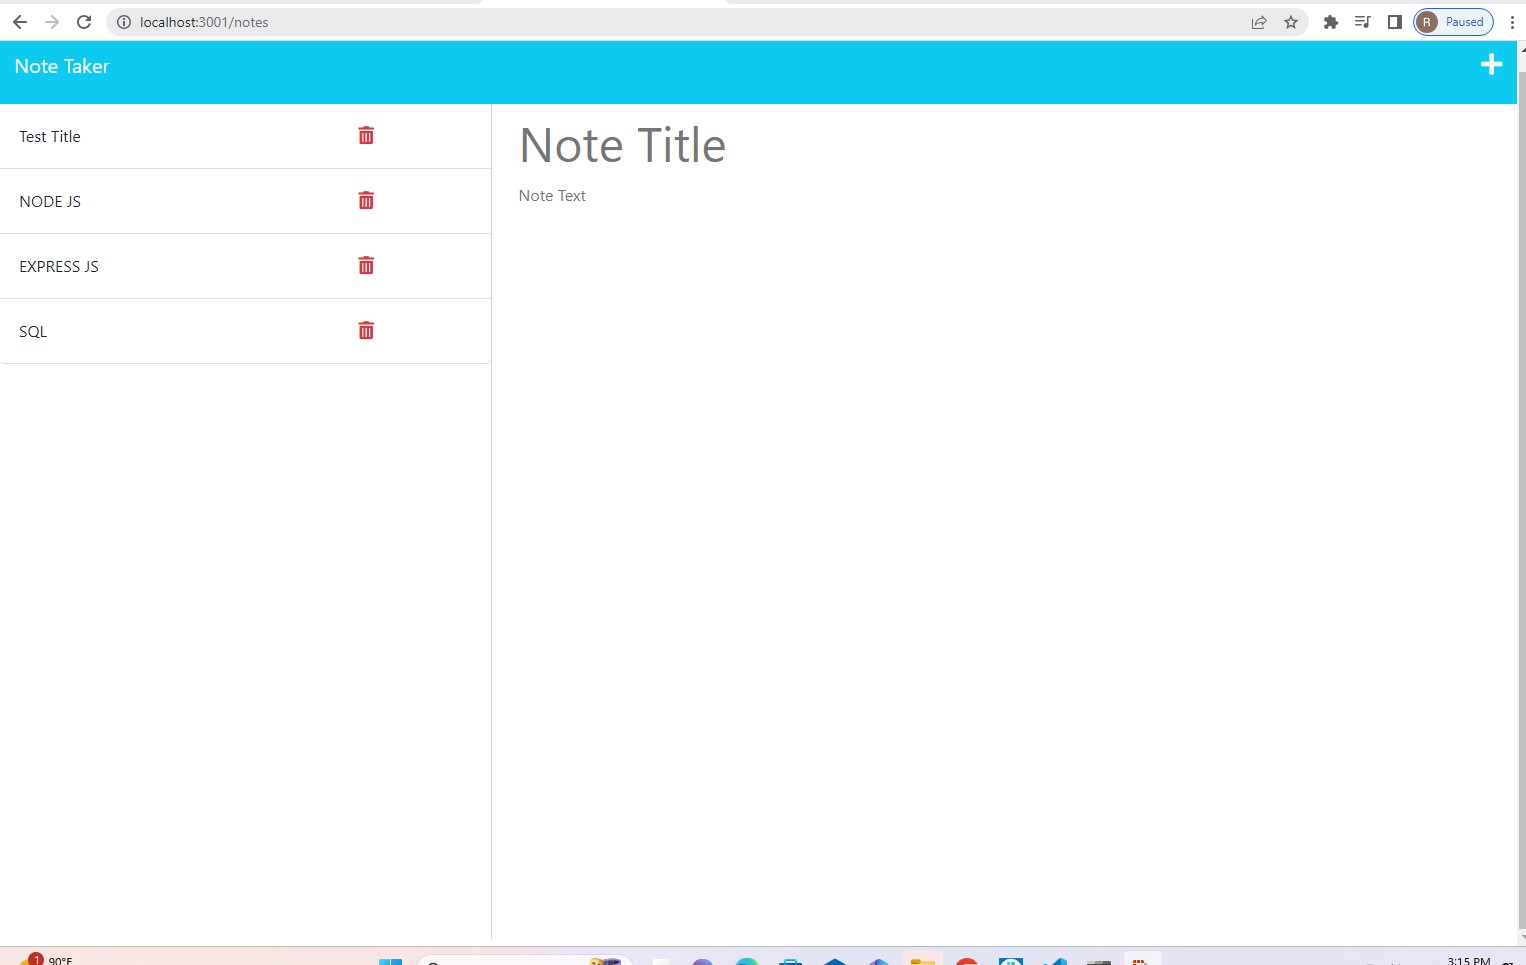 localhost:3001/notes
R Paused
Note Taker
Test Title
NODE JS
EXPRESS JS
SQL
Note Title
Note Text
1
90°F
3:15 PM